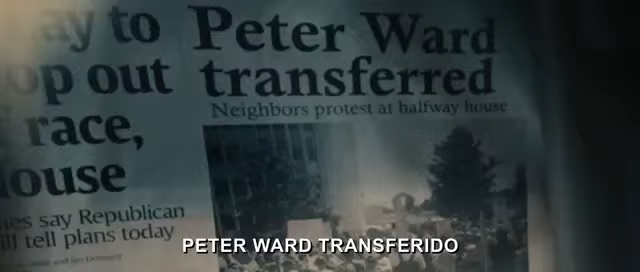 ay to
op out
race,
ouse
es say Republican
ll tell plans today
Peter Ward
transferred
Neighbors protest at halfway house
PETER WARD TRANSFERIDO